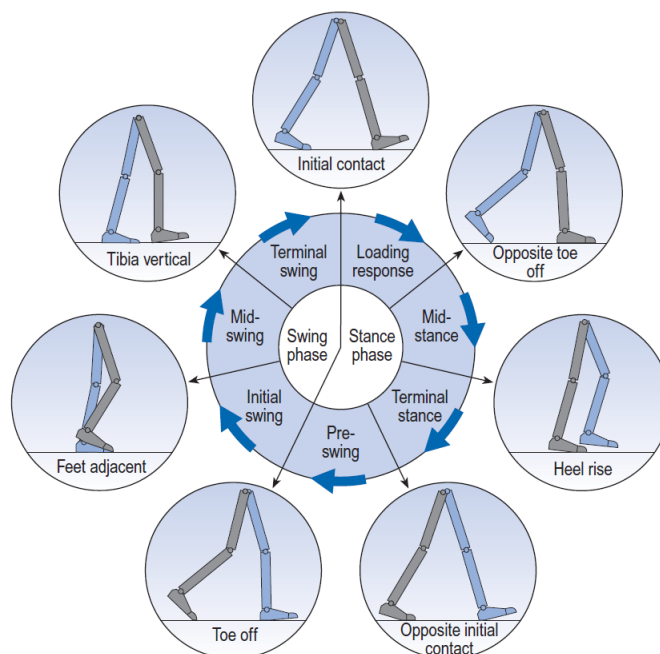 Initial contact
Tibia vertical
Opposite toe
off
Terminal
swing
Loading
response
Mid-
swing
Swing
phase
Stance
phase
Mid-
stance
Initial
swing
Terminal
stance
Pre-
swing
Feet adjacent
Heel rise
Toe off
Opposite initial
contact